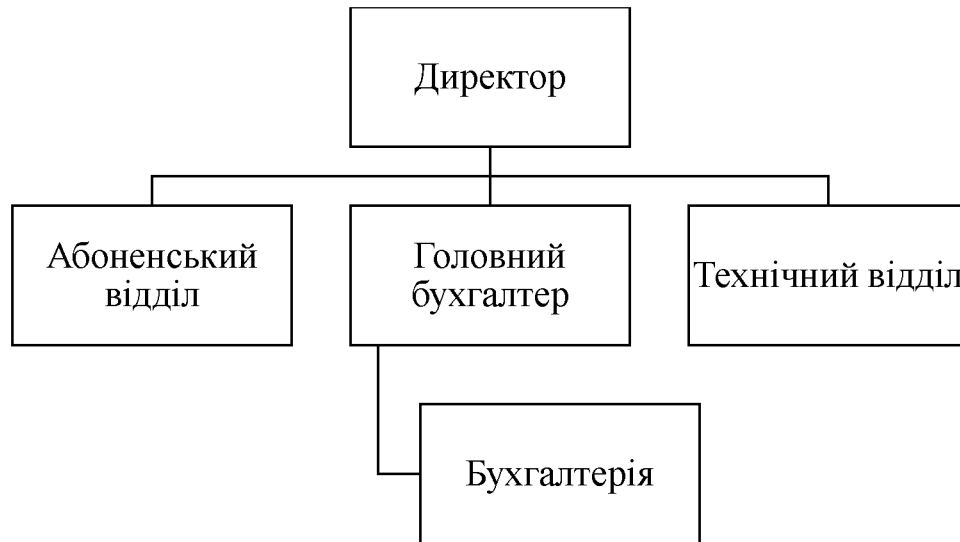 Директор
Абоненський
відділ
Головний
бухгалтер
Технічний відділ
Бухгалтерія